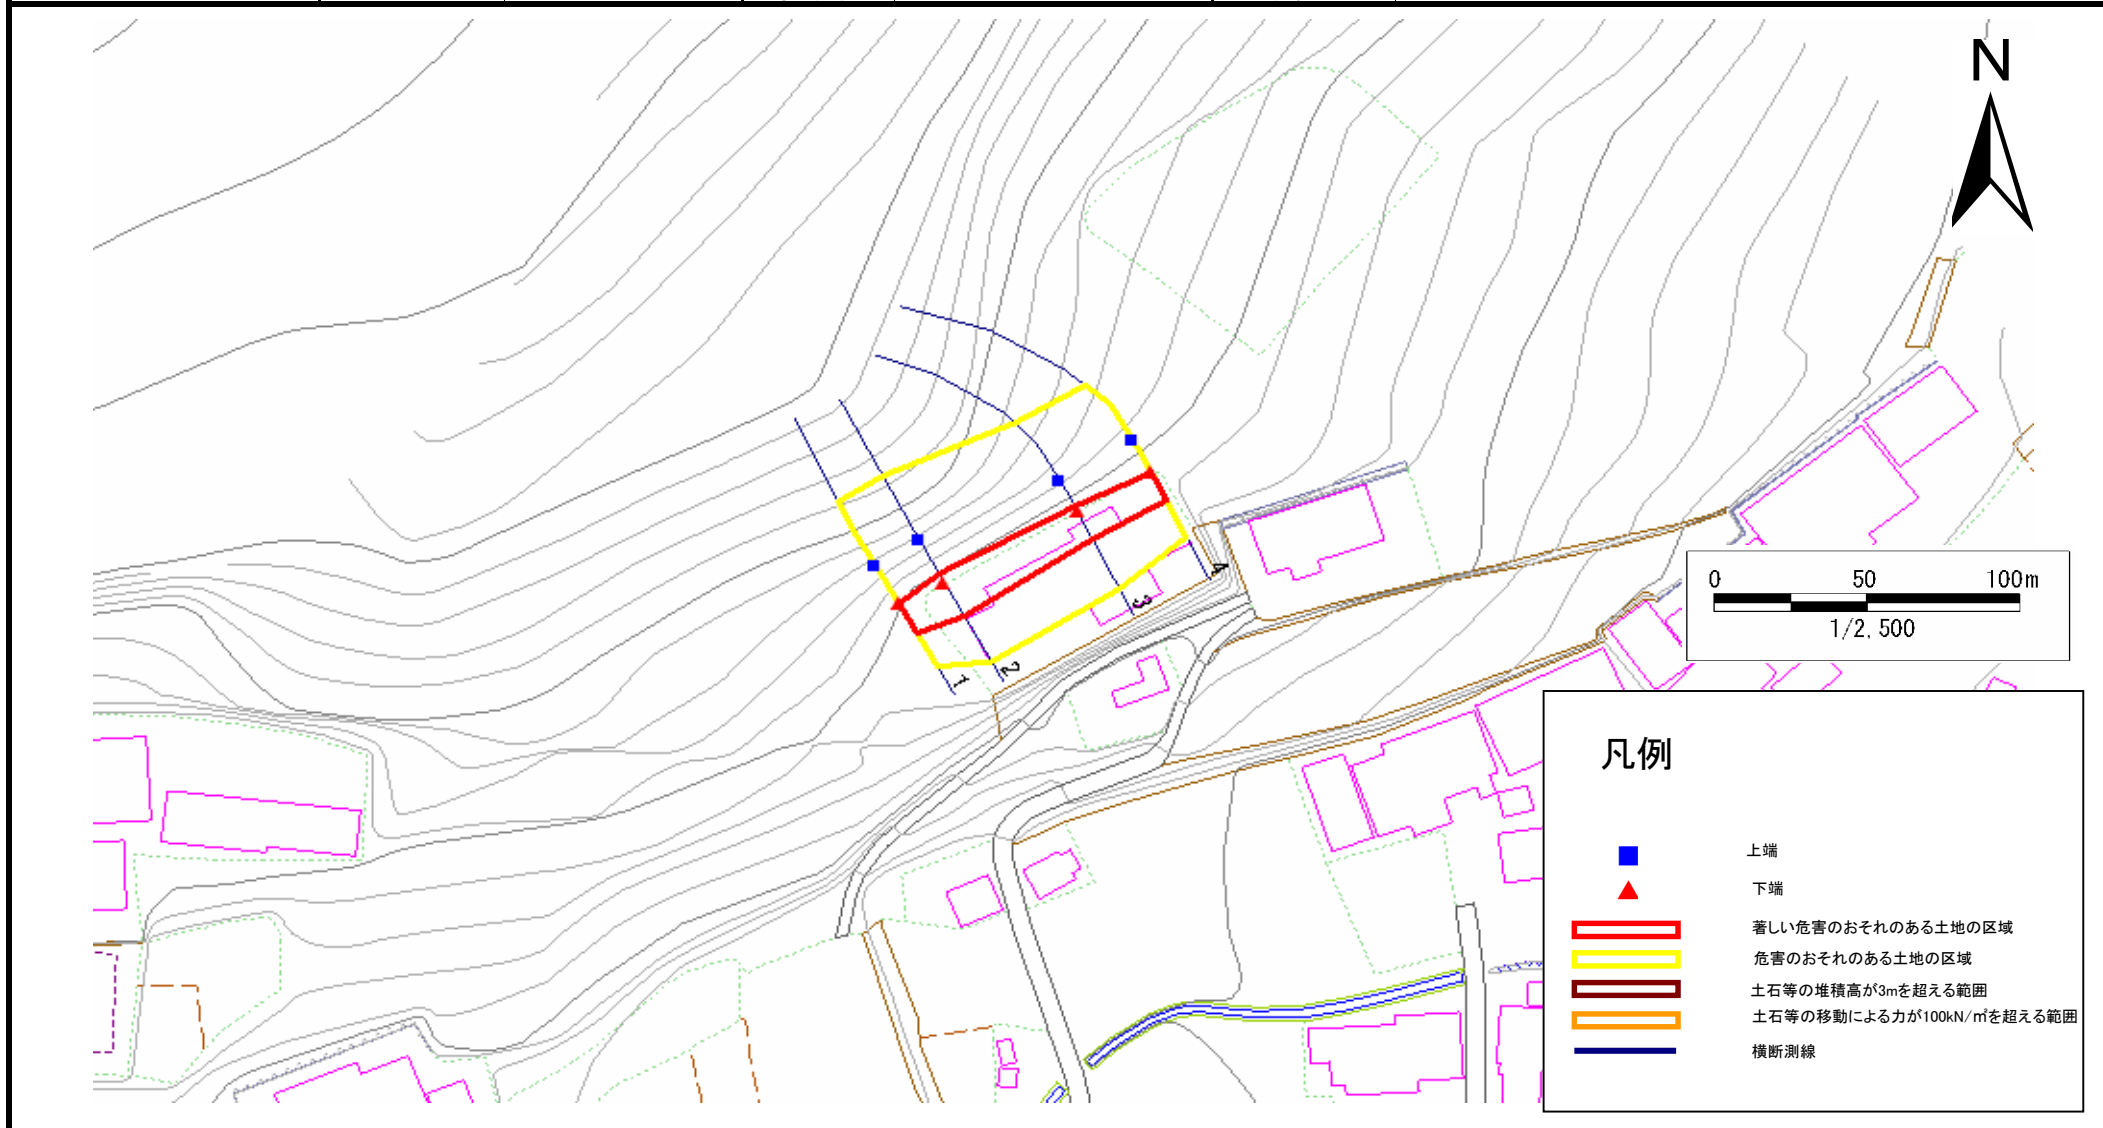 N
1
2
3
4
0 50 100m
1/2,500
凡例
上端
下端
著しい危害のおそれのある土地の区域
危害のおそれのある土地の区域
土石等の堆積高が3mを超える範囲
土石等の移動による力が100kN/㎡を超える範囲
横断測線